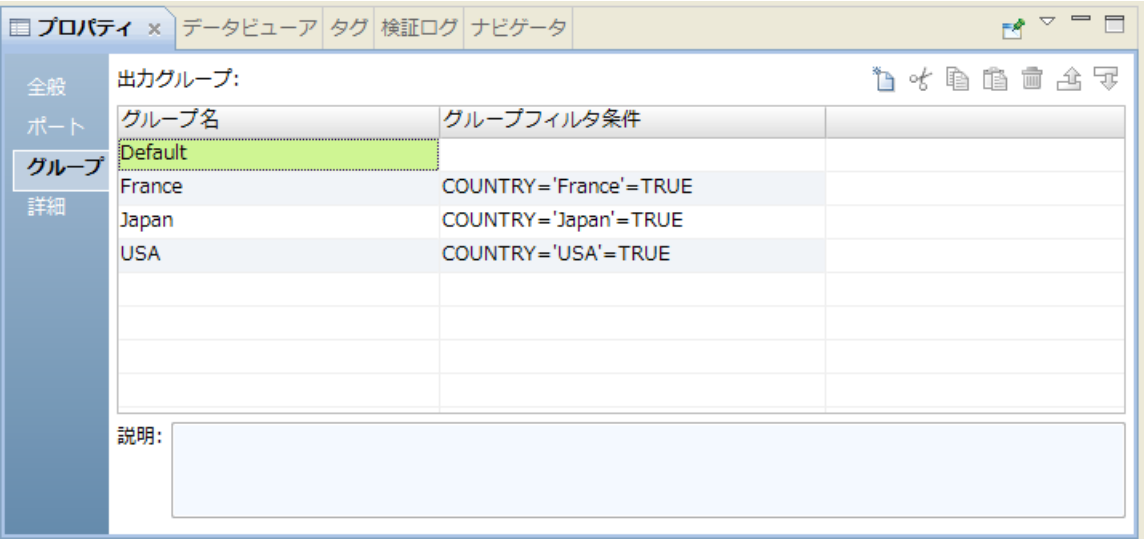 プロパティ データビューア タグ 検証ログ ナビゲータ
全般
ポート
グループ
詳細
出力グループ:
グループ名 グループフィルタ条件
Default
France COUNTRY='France'=TRUE
Japan COUNTRY='Japan'=TRUE
USA COUNTRY='USA'=TRUE
説明: